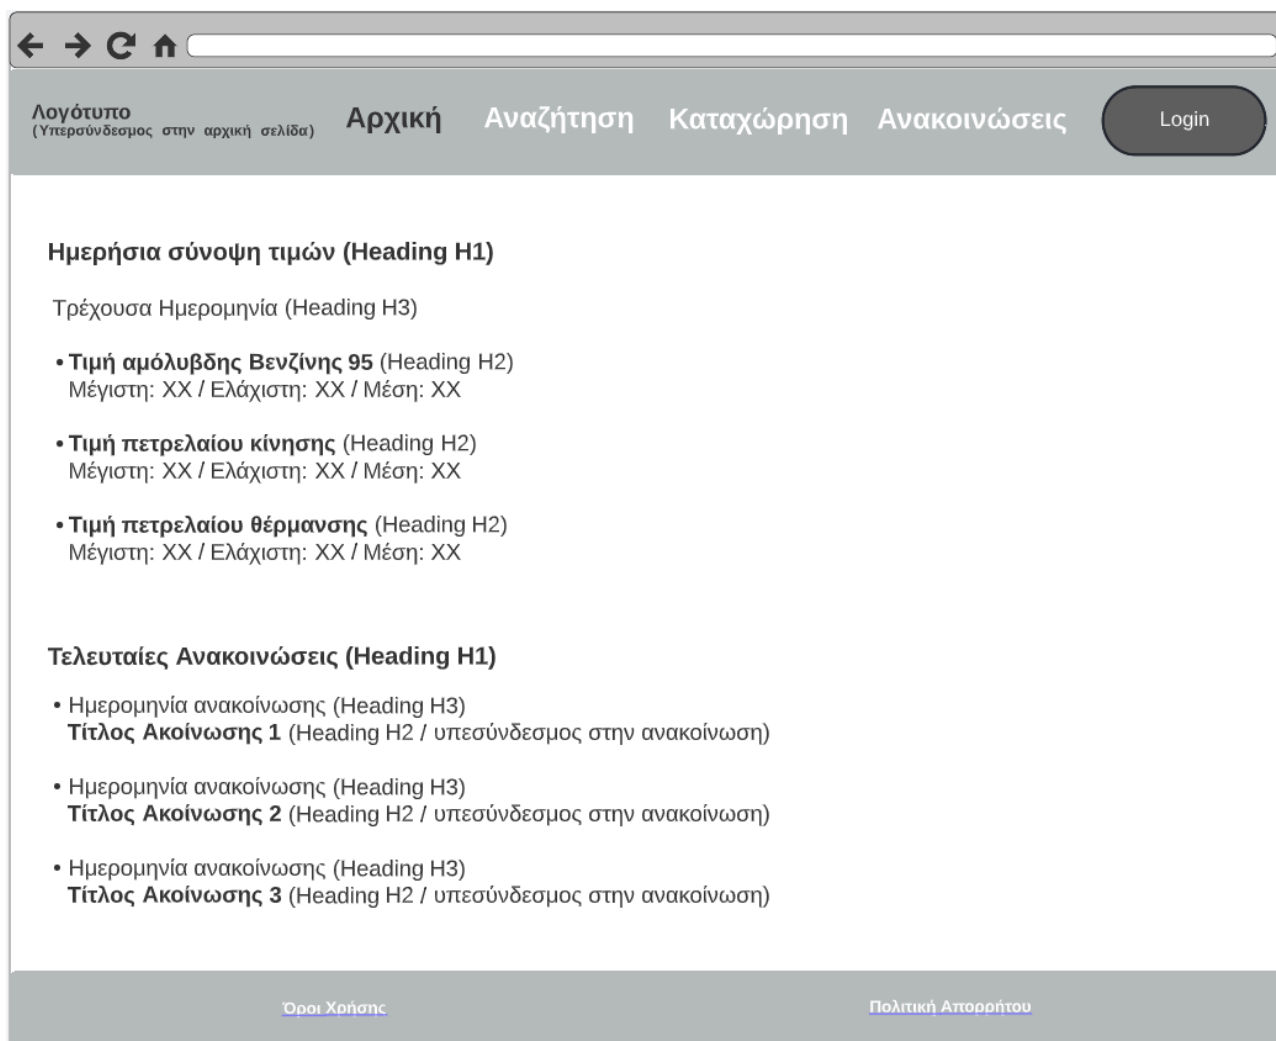 Λογότυπο
(Υπερσύνδεσμος στην αρχική σελίδα)
Αρχική Αναζήτηση Καταχώρηση Ανακοινώσεις Login
Ημερήσια σύνοψη τιμών (Heading H1)
Τρέχουσα Ημερομηνία (Heading H3)
• Τιμή αμόλυβδης Βενζίνης 95 (Heading H2)
Μέγιστη: XX / Ελάχιστη: XX / Μέση: XX
• Τιμή πετρελαίου κίνησης (Heading H2)
Μέγιστη: XX / Ελάχιστη: XX / Μέση: XX
• Τιμή πετρελαίου θέρμανσης (Heading H2)
Μέγιστη: XX / Ελάχιστη: XX / Μέση: XX
Τελευταίες Ανακοινώσεις (Heading H1)
• Ημερομηνία ανακοίνωσης (Heading H3)
Τίτλος Ακοίνωσης 1 (Heading H2 / υπεσύνδεσμος στην ανακοίνωση)
• Ημερομηνία ανακοίνωσης (Heading H3)
Τίτλος Ακοίνωσης 2 (Heading H2 / υπεσύνδεσμος στην ανακοίνωση)
• Ημερομηνία ανακοίνωσης (Heading H3)
Τίτλος Ακοίνωσης 3 (Heading H2 / υπεσύνδεσμος στην ανακοίνωση)
Όροι Χρήσης Πολιτική Απορρήτου